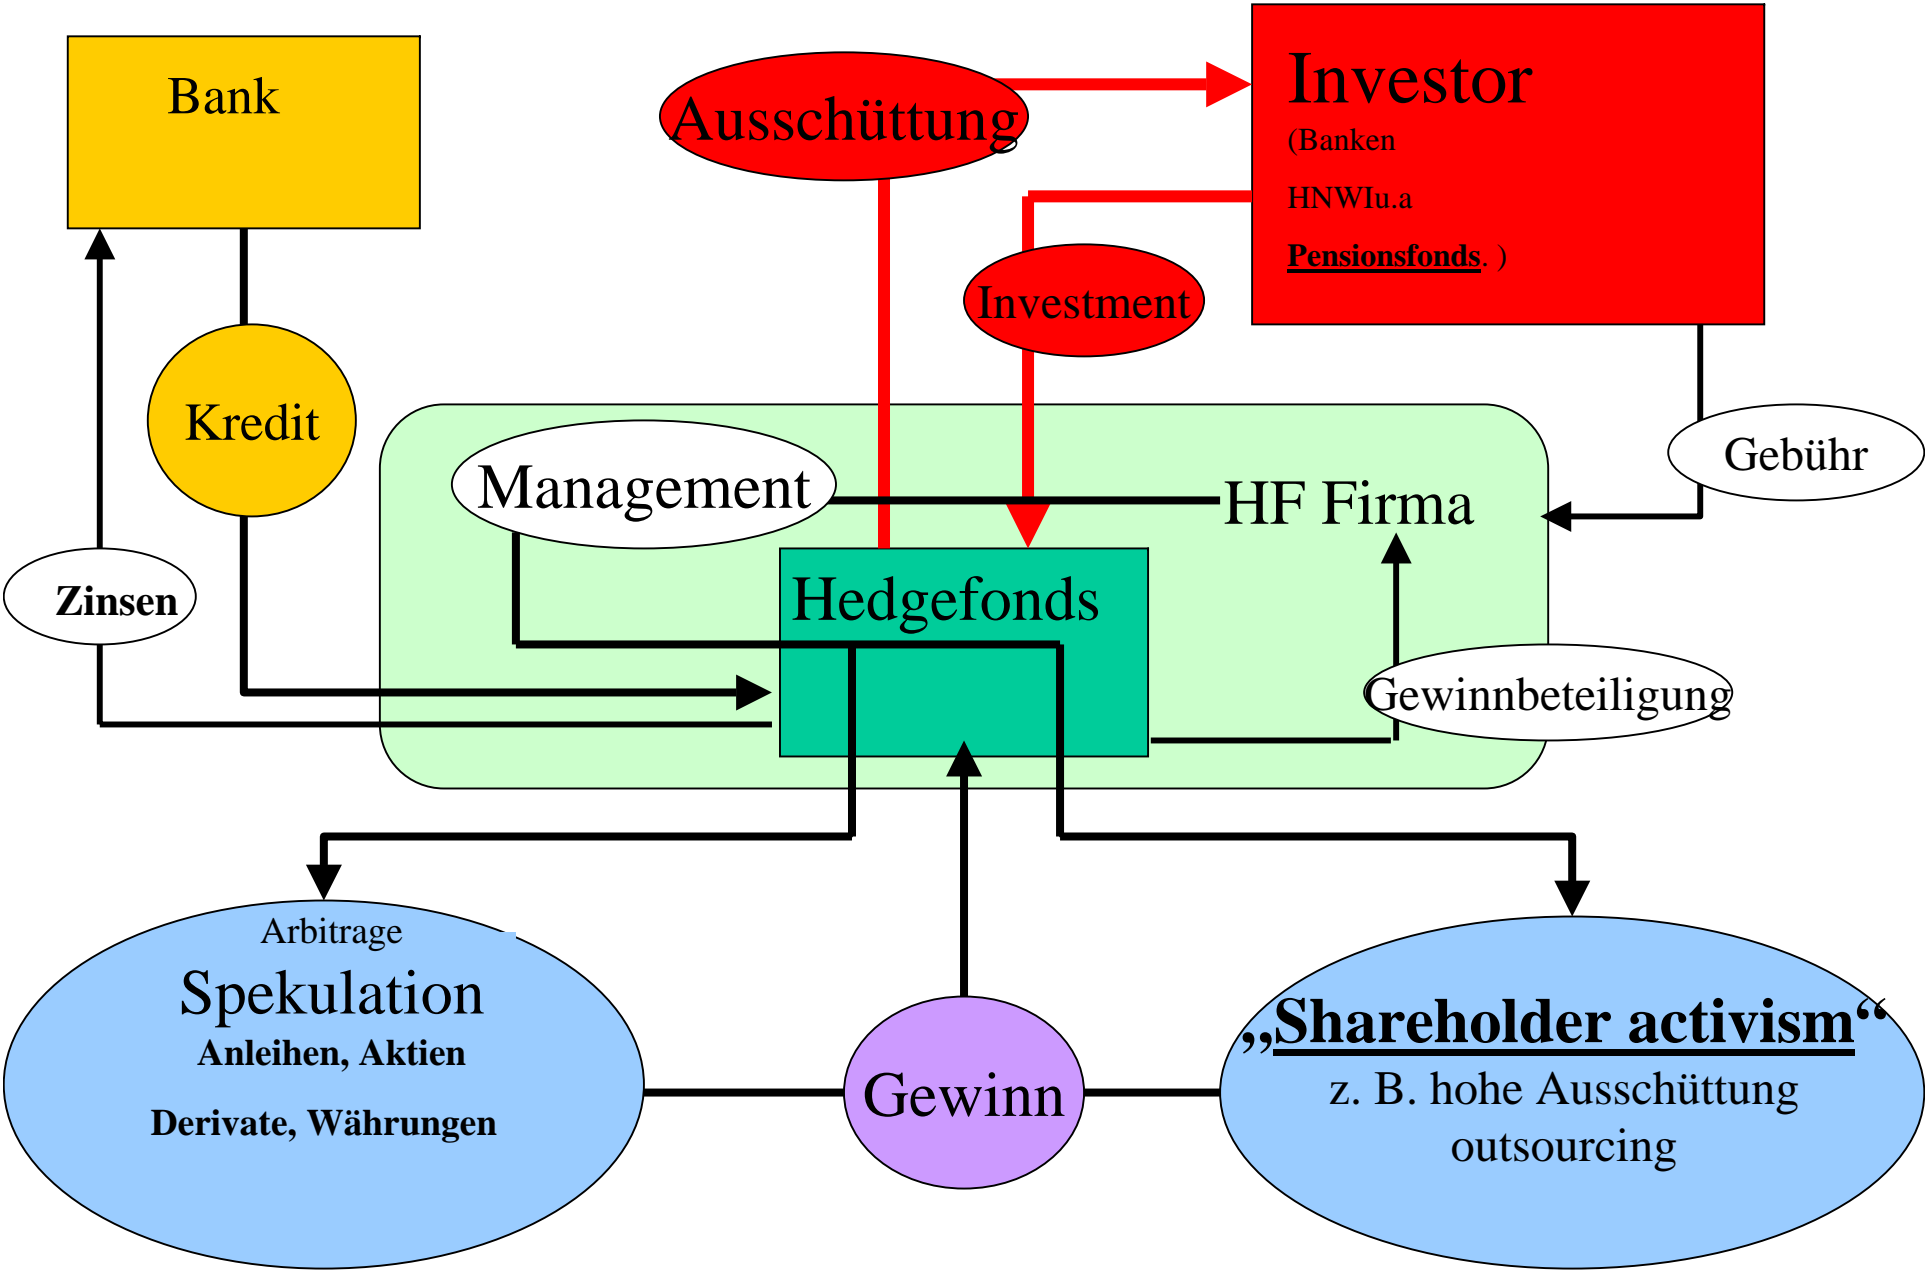 Bank
Ausschüttung
Investor
(Banken
HNWIu.a
Pensionsfonds. )
Investment
Kredit
Management
HF Firma
Gebühr
Zinsen
Hedgefonds
Gewinnbeteiligung
Arbitrage
Spekulation
Anleihen, Aktien
Derivate, Währungen
Gewinn
„Shareholder activism“
z. B. hohe Ausschüttung
outsourcing